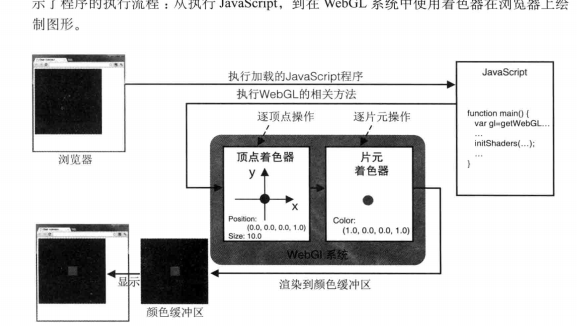 示了程序的执行流程：从执行 JavaScript，到在 WebGL 系统中使用着色器在浏览器上绘
制图形。
执行加载的JavaScript程序
执行WebGL的相关方法
JavaScript
function main() {
var gl=getWebGL...
...
initShaders(...);
...
}
浏览器
逐顶点操作
逐片元操作
顶点着色器
y
x
Position:
(0.0, 0.0, 0.0, 1.0)
Size: 10.0
片元
着色器
Color:
(1.0, 0.0, 0.0, 1.0)
WebGl 系统
显示
渲染到颜色缓冲区
颜色缓冲区